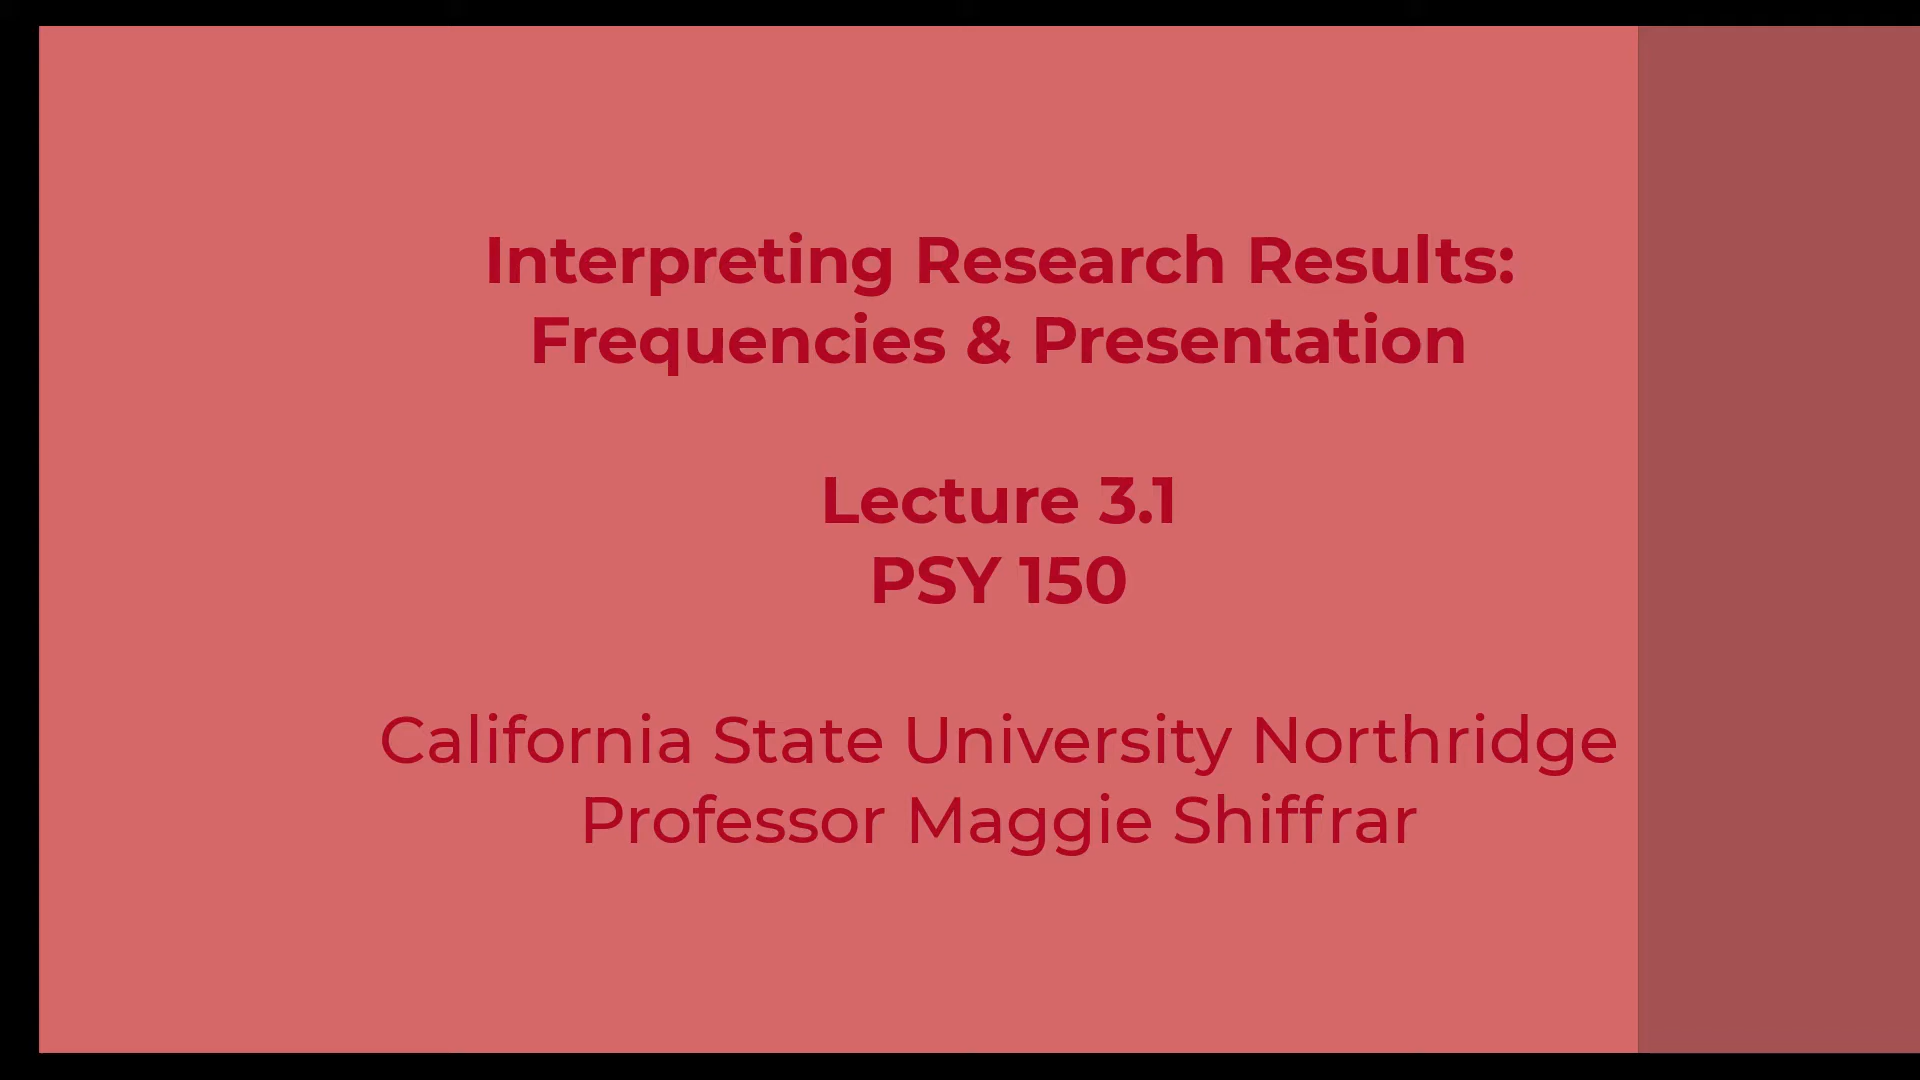 Interpreting Research Results:
Frequencies & Presentation
Lecture 3.1
PSY 150
California State University Northridge
Professor Maggie Shiffrar